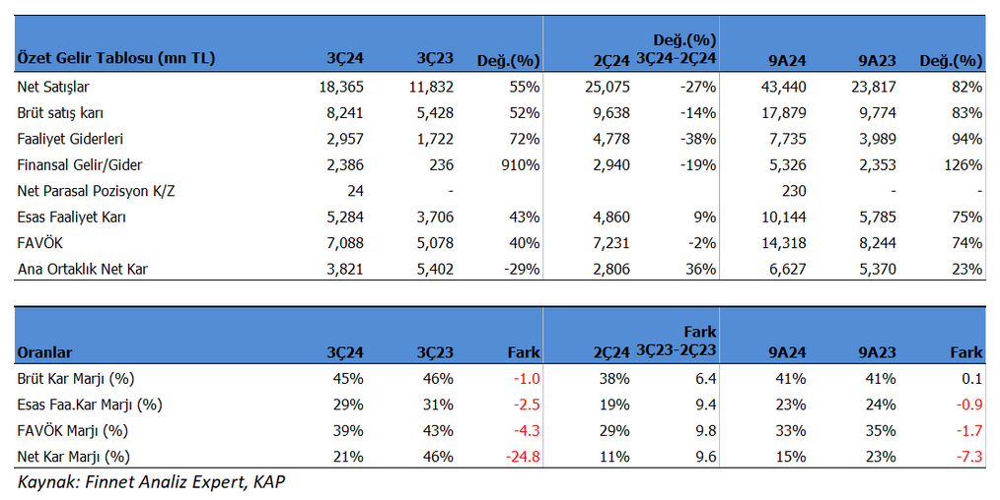 Değ.(%)
Özet Gelir Tablosu (mn TL) 3Ç24 3Ç23 Değ.(%) 2Ç24 3Ç24-2Ç24 9A24 9A23 Değ.(%)
Net Satışlar 18,365 11,832 55% 25,075 -27% 43,440 23,817 82%
Brüt satış karı 8,241 5,428 52% 9,638 -14% 17,879 9,774 83%
Faaliyet Giderleri 2,957 1,722 72% 4,778 -38% 7,735 3,989 94%
Finansal Gelir/Gider 2,386 236 910% 2,940 -19% 5,326 2,353 126%
Net Parasal Pozisyon K/Z 24 - 230 - -
Esas Faaliyet Karı 5,284 3,706 43% 4,860 9% 10,144 5,785 75%
FAVÖK 7,088 5,078 40% 7,231 -2% 14,318 8,244 74%
Ana Ortaklık Net Kar 3,821 5,402 -29% 2,806 36% 6,627 5,370 23%
Fark
Oranlar 3Ç24 3Ç23 Fark 2Ç24 3Ç23-2Ç23 9A24 9A23 Fark
Brüt Kar Marjı (%) 45% 46% -1.0 38% 6.4 41% 41% 0.1
Esas Faa.Kar Marjı (%) 29% 31% -2.5 19% 9.4 23% 24% -0.9
FAVÖK Marjı (%) 39% 43% -4.3 29% 9.8 33% 35% -1.7
Net Kar Marjı (%) 21% 46% -24.8 11% 9.6 15% 23% -7.3
Kaynak: Finnet Analiz Expert, KAP